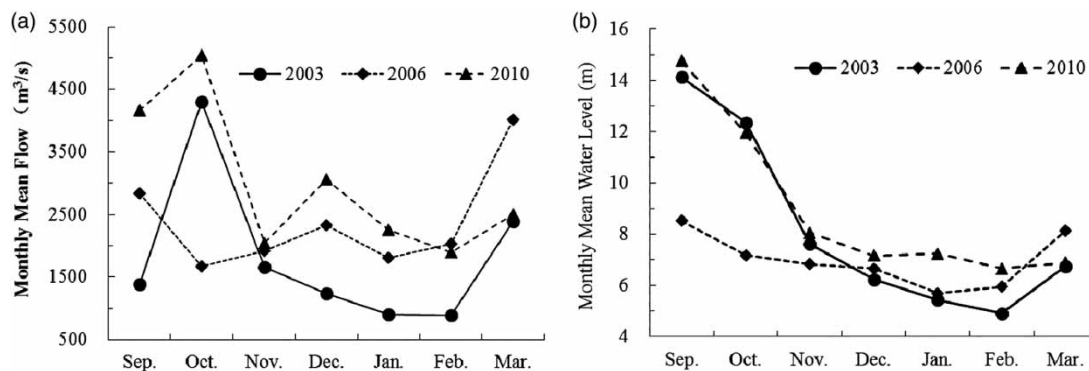 (a)
Monthly Mean Flow (m³/s)
5500
4500
3500
2500
1500
500
2003 2006 2010
Sep. Oct. Nov. Dec. Jan. Feb. Mar.
(b)
Monthly Mean Water Level (m)
16
14
12
10
8
6
4
2003 2006 2010
Sep. Oct. Nov. Dec. Jan. Feb. Mar.